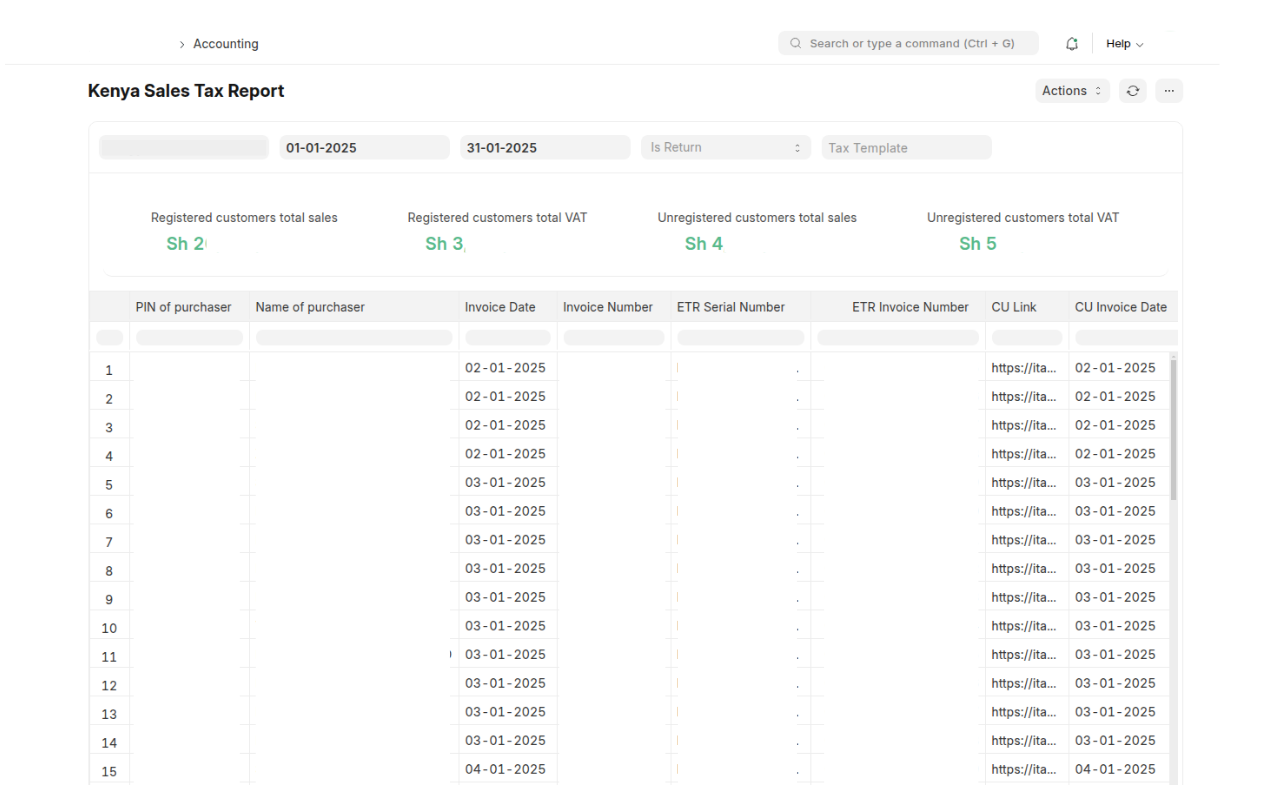 > Accounting
Search or type a command (Ctrl + G)
Help
Kenya Sales Tax Report
Actions
...
01-01-2025 31-01-2025 Is Return Tax Template
Registered customers total sales Registered customers total VAT Unregistered customers total sales Unregistered customers total VAT
Sh 2 Sh 3, Sh 4 Sh 5
PIN of purchaser Name of purchaser Invoice Date Invoice Number ETR Serial Number ETR Invoice Number CU Link CU Invoice Date
1 02-01-2025 https://ita... 02-01-2025
2 02-01-2025 https://ita... 02-01-2025
3 02-01-2025 https://ita... 02-01-2025
4 02-01-2025 https://ita... 02-01-2025
5 03-01-2025 https://ita... 03-01-2025
6 03-01-2025 https://ita... 03-01-2025
7 03-01-2025 https://ita... 03-01-2025
8 03-01-2025 https://ita... 03-01-2025
9 03-01-2025 https://ita... 03-01-2025
10 03-01-2025 https://ita... 03-01-2025
11 03-01-2025 https://ita... 03-01-2025
12 03-01-2025 https://ita... 03-01-2025
13 03-01-2025 https://ita... 03-01-2025
14 03-01-2025 https://ita... 03-01-2025
15 04-01-2025 https://ita... 04-01-2025